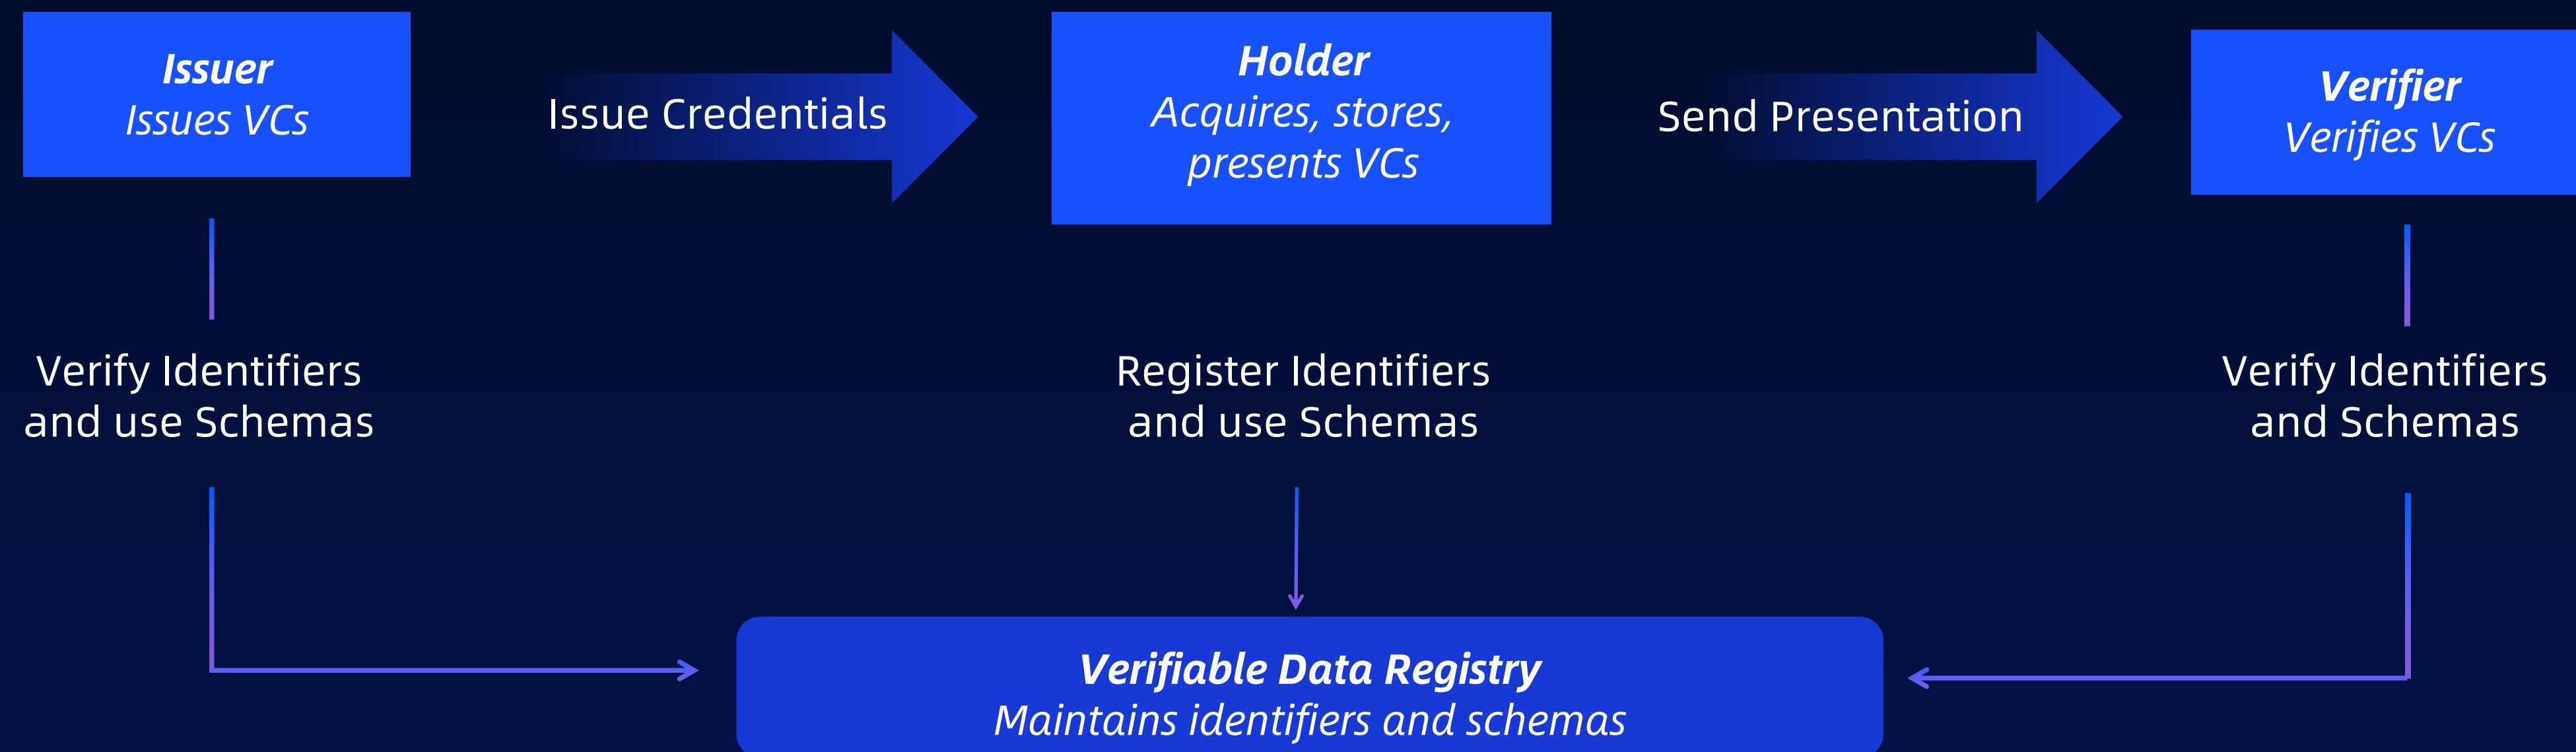 Issuer
Issues VCs
Issue Credentials
Holder
Acquires, stores,
presents VCs
Send Presentation
Verifier
Verifies VCs
Verify Identifiers
and use Schemas
Register Identifiers
and use Schemas
Verify Identifiers
and Schemas
Verifiable Data Registry
Maintains identifiers and schemas